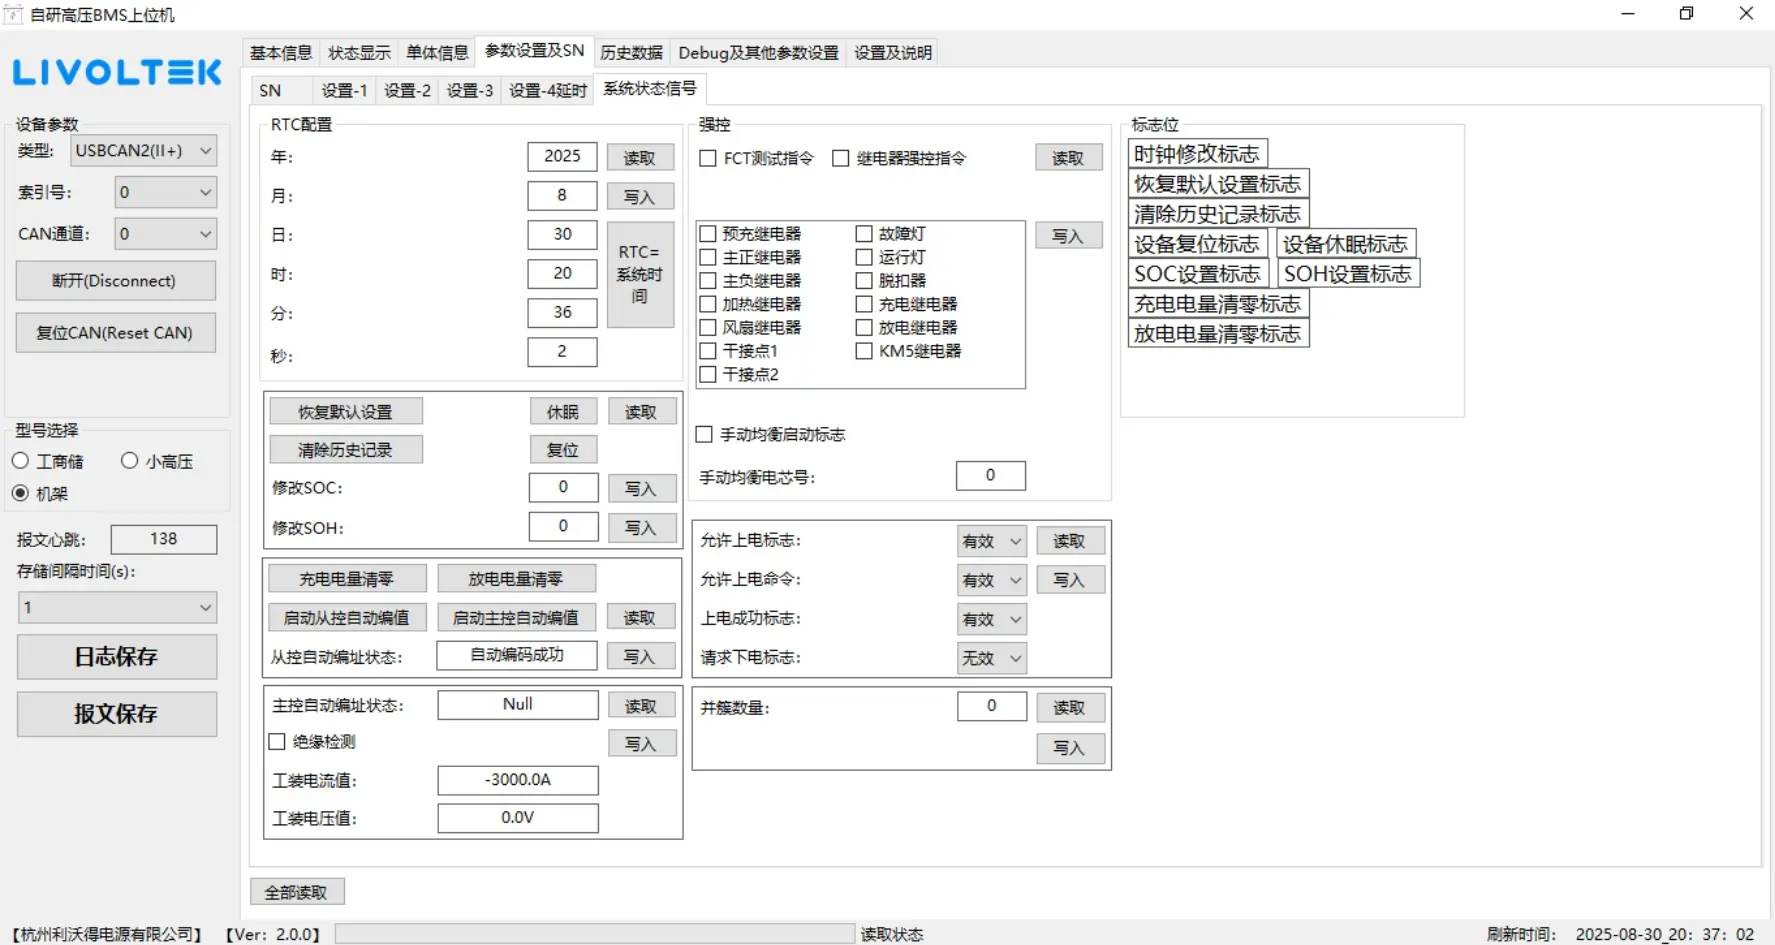 自研高压BMS上位机
LIVOLTEK
基本信息 状态显示 单体信息 参数设置及SN 历史数据 Debug及其他参数设置 设置及说明
SN 设置-1 设置-2 设置-3 设置-4延时 系统状态信号
设备参数
类型: USBCAN2(II+)
索引号: 0
CAN通道: 0
断开(Disconnect)
复位CAN(Reset CAN)
型号选择
工商储 小高压
机架
报文心跳: 138
存储间隔时间(s):
1
日志保存
报文保存
RTC配置
年: 2025 读取
月: 8 写入
日: 30
时: 20
分: 36
秒: 2
RTC=
系统时
间
恢复默认设置 休眠 读取
清除历史记录 复位
修改SOC: 0 写入
修改SOH: 0 写入
充电电量清零 放电电量清零
启动从控自动编值 启动主控自动编值 读取
从控自动编址状态: 自动编码成功 写入
主控自动编址状态: Null 读取
绝缘检测 写入
工装电流值: -3000.0A
工装电压值: 0.0V
强控
FCT测试指令 继电器强控指令 读取
预充继电器 故障灯 写入
主正继电器 运行灯
主负继电器 脱扣器
加热继电器 充电继电器
风扇继电器 放电继电器
干接点1 KM5继电器
干接点2
手动均衡启动标志
手动均衡电芯号: 0
允许上电标志: 有效 读取
允许上电命令: 有效 写入
上电成功标志: 有效
请求下电标志: 无效
并簇数量: 0 读取
写入
标志位
时钟修改标志
恢复默认设置标志
清除历史记录标志
设备复位标志 设备休眠标志
SOC设置标志 SOH设置标志
充电电量清零标志
放电电量清零标志
全部读取
【杭州利沃得电源有限公司】 【Ver: 2.0.0】 读取状态 刷新时间: 2025-08-30_20: 37: 02